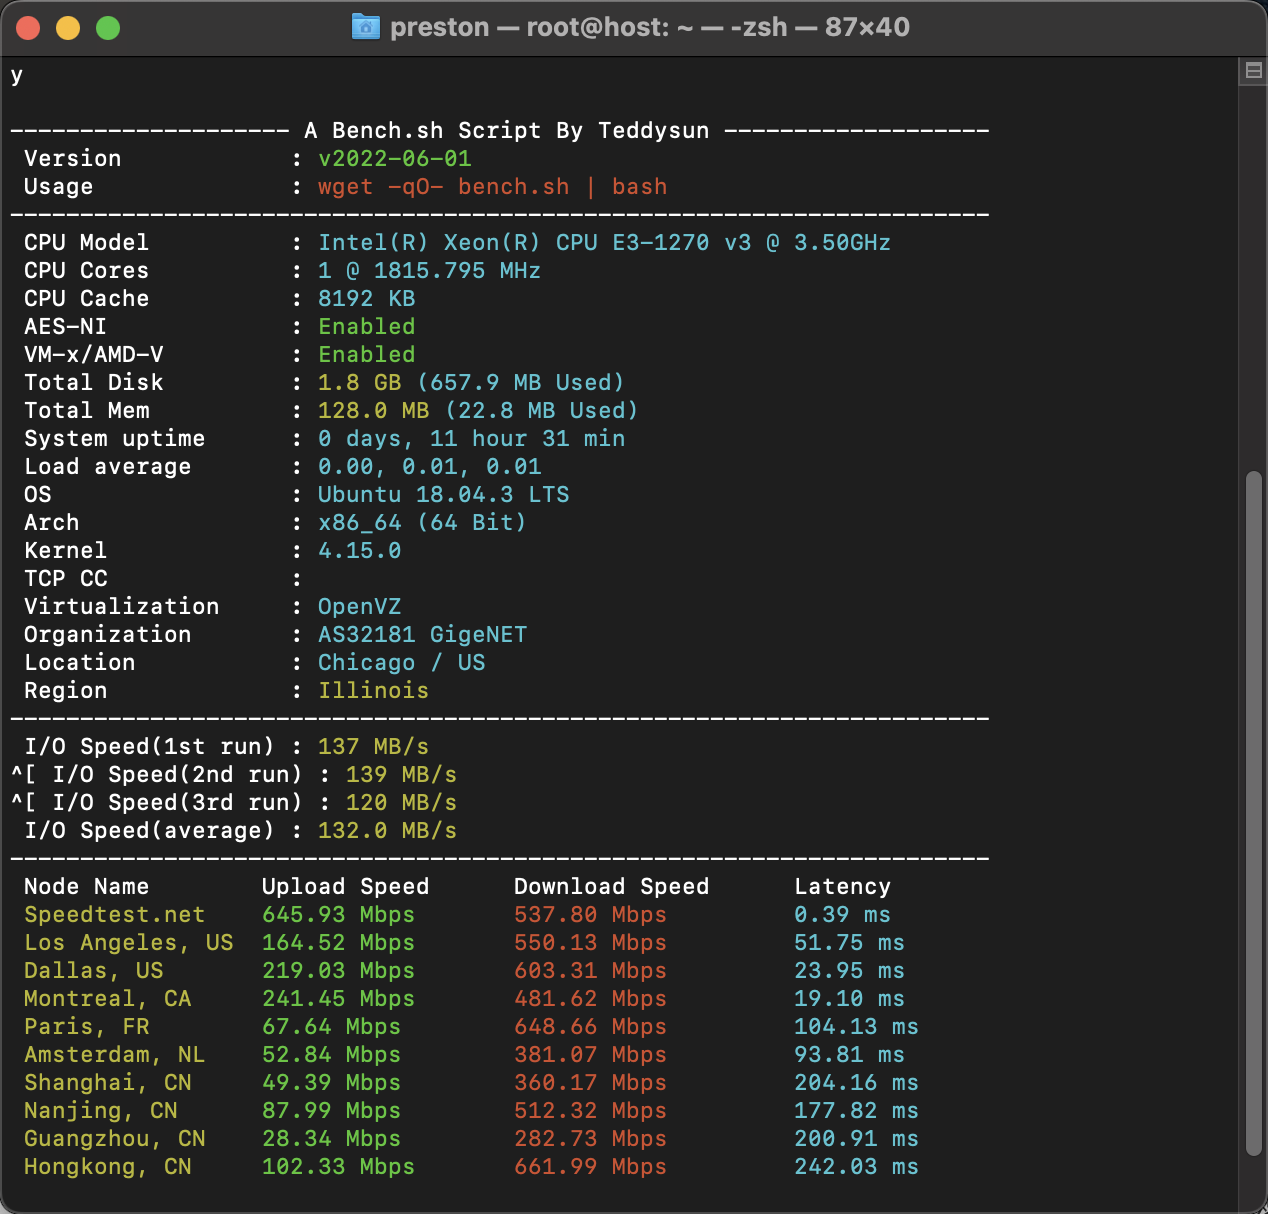 preston — root@host: ~ — -zsh — 87×40
y
-------------------- A Bench.sh Script By Teddysun -------------------
 Version            : v2022-06-01
 Usage              : wget -qO- bench.sh | bash
----------------------------------------------------------------------
 CPU Model          : Intel(R) Xeon(R) CPU E3-1270 v3 @ 3.50GHz
 CPU Cores          : 1 @ 1815.795 MHz
 CPU Cache          : 8192 KB
 AES-NI             : Enabled
 VM-x/AMD-V         : Enabled
 Total Disk         : 1.8 GB (657.9 MB Used)
 Total Mem          : 128.0 MB (22.8 MB Used)
 System uptime      : 0 days, 11 hour 31 min
 Load average       : 0.00, 0.01, 0.01
 OS                 : Ubuntu 18.04.3 LTS
 Arch               : x86_64 (64 Bit)
 Kernel             : 4.15.0
 TCP CC             :
 Virtualization     : OpenVZ
 Organization       : AS32181 GigeNET
 Location           : Chicago / US
 Region             : Illinois
----------------------------------------------------------------------
 I/O Speed(1st run) : 137 MB/s
^[ I/O Speed(2nd run) : 139 MB/s
^[ I/O Speed(3rd run) : 120 MB/s
 I/O Speed(average) : 132.0 MB/s
----------------------------------------------------------------------
 Node Name        Upload Speed      Download Speed      Latency
 Speedtest.net    645.93 Mbps       537.80 Mbps         0.39 ms
 Los Angeles, US  164.52 Mbps       550.13 Mbps         51.75 ms
 Dallas, US       219.03 Mbps       603.31 Mbps         23.95 ms
 Montreal, CA     241.45 Mbps       481.62 Mbps         19.10 ms
 Paris, FR        67.64 Mbps        648.66 Mbps         104.13 ms
 Amsterdam, NL    52.84 Mbps        381.07 Mbps         93.81 ms
 Shanghai, CN     49.39 Mbps        360.17 Mbps         204.16 ms
 Nanjing, CN      87.99 Mbps        512.32 Mbps         177.82 ms
 Guangzhou, CN    28.34 Mbps        282.73 Mbps         200.91 ms
 Hongkong, CN     102.33 Mbps       661.99 Mbps         242.03 ms